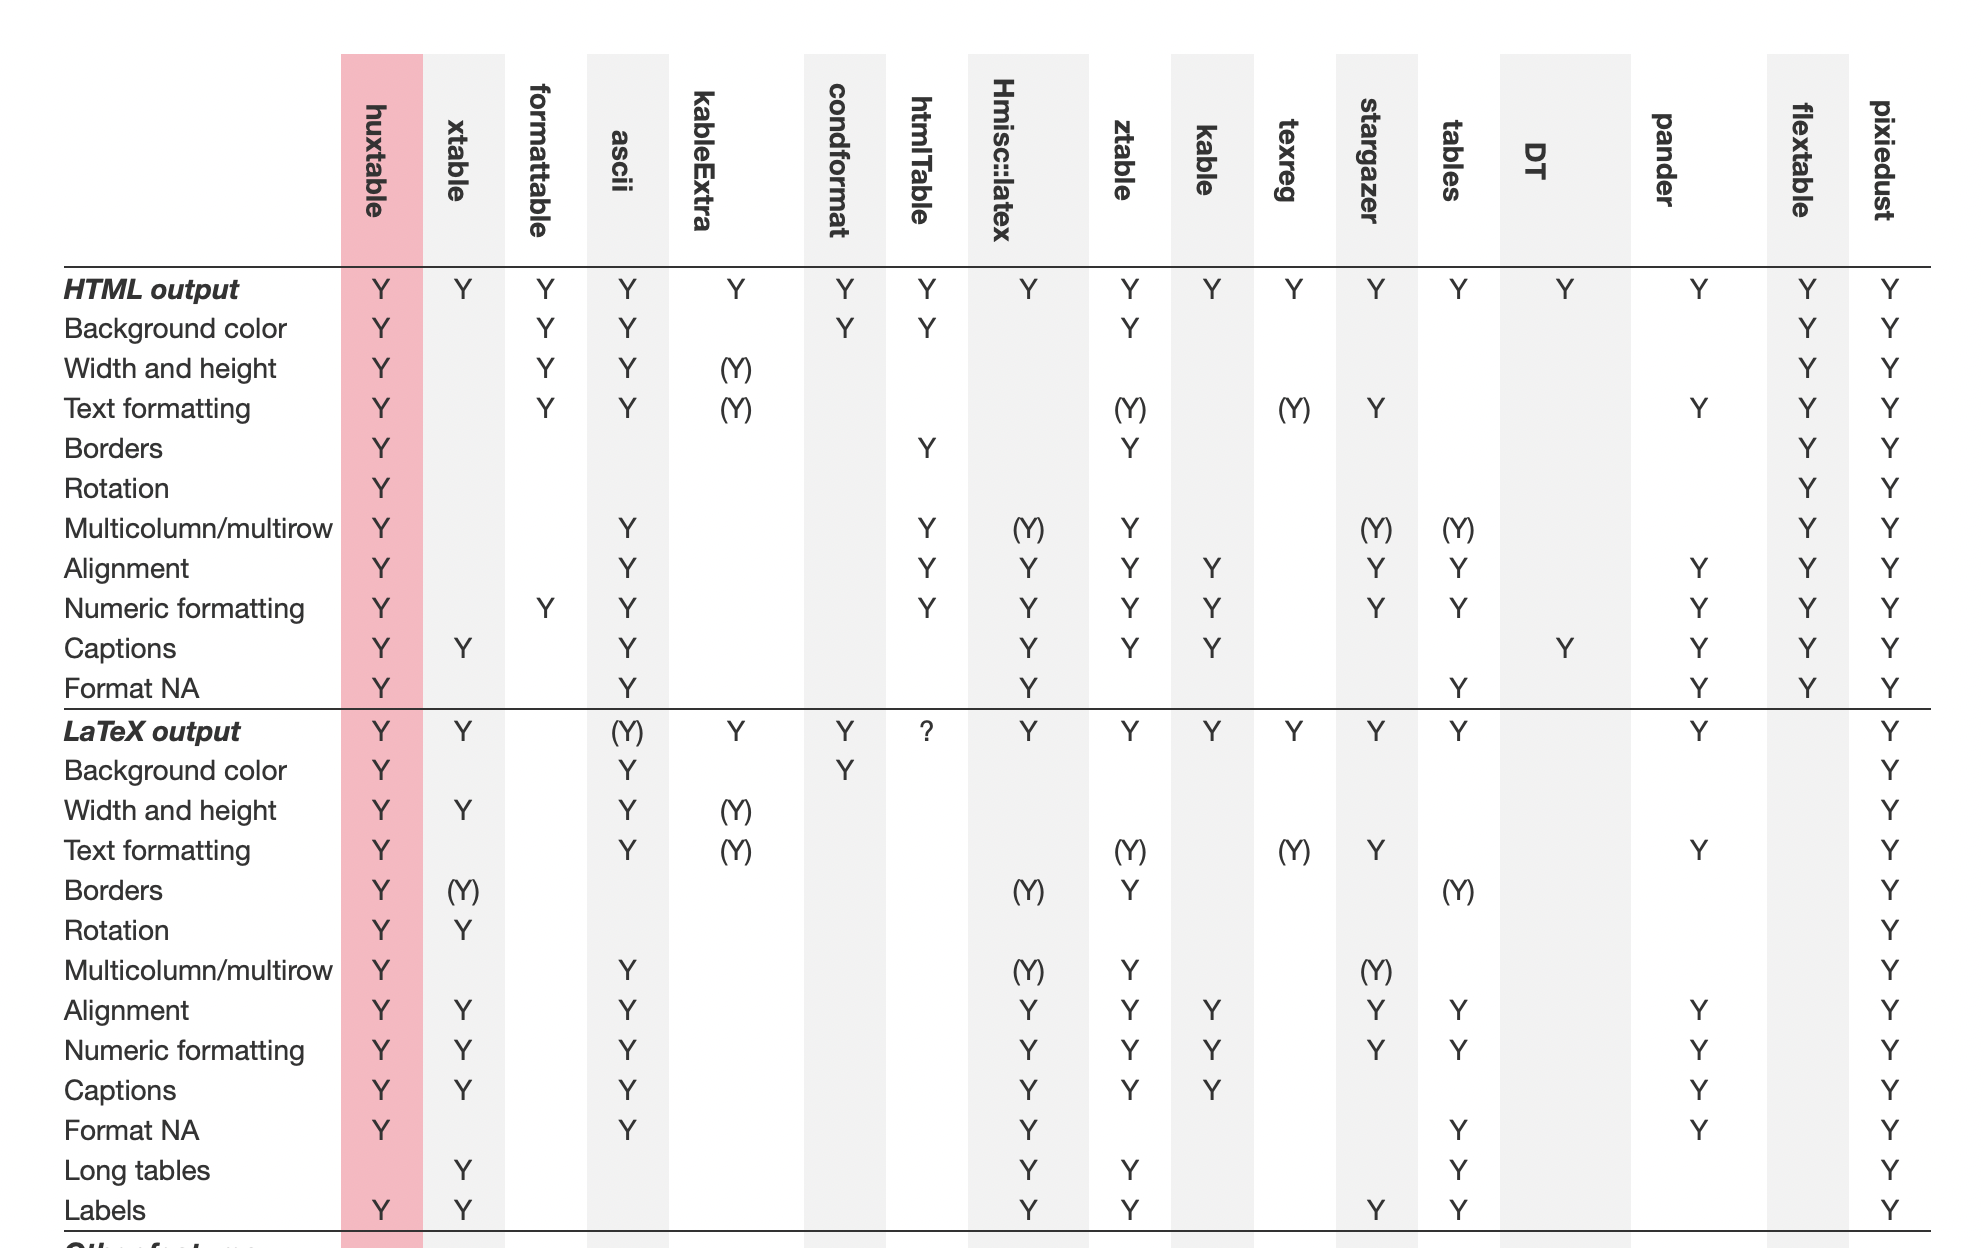 huxtable xtable formattable ascii kableExtra condformat htmlTable Hmisc::latex ztable kable texreg stargazer tables DT pander flextable pixiedust
HTML output Y Y Y Y Y Y Y Y Y Y Y Y Y Y Y Y Y
Background color Y Y Y Y Y Y Y Y
Width and height Y Y Y (Y) Y Y
Text formatting Y Y Y (Y) (Y) (Y) Y Y Y Y
Borders Y Y Y Y Y
Rotation Y Y Y
Multicolumn/multirow Y Y Y (Y) Y (Y) (Y) Y Y
Alignment Y Y Y Y Y Y Y Y Y Y Y
Numeric formatting Y Y Y Y Y Y Y Y Y Y Y Y
Captions Y Y Y Y Y Y Y Y Y Y
Format NA Y Y Y Y Y Y Y
LaTeX output Y Y (Y) Y Y ? Y Y Y Y Y Y Y Y
Background color Y Y Y Y
Width and height Y Y Y (Y) Y
Text formatting Y Y (Y) (Y) (Y) Y Y Y
Borders Y (Y) (Y) Y (Y) Y
Rotation Y Y Y
Multicolumn/multirow Y Y (Y) Y (Y) Y
Alignment Y Y Y Y Y Y Y Y Y Y
Numeric formatting Y Y Y Y Y Y Y Y Y Y
Captions Y Y Y Y Y Y Y Y
Format NA Y Y Y Y Y Y
Long tables Y Y Y Y Y
Labels Y Y Y Y Y Y Y